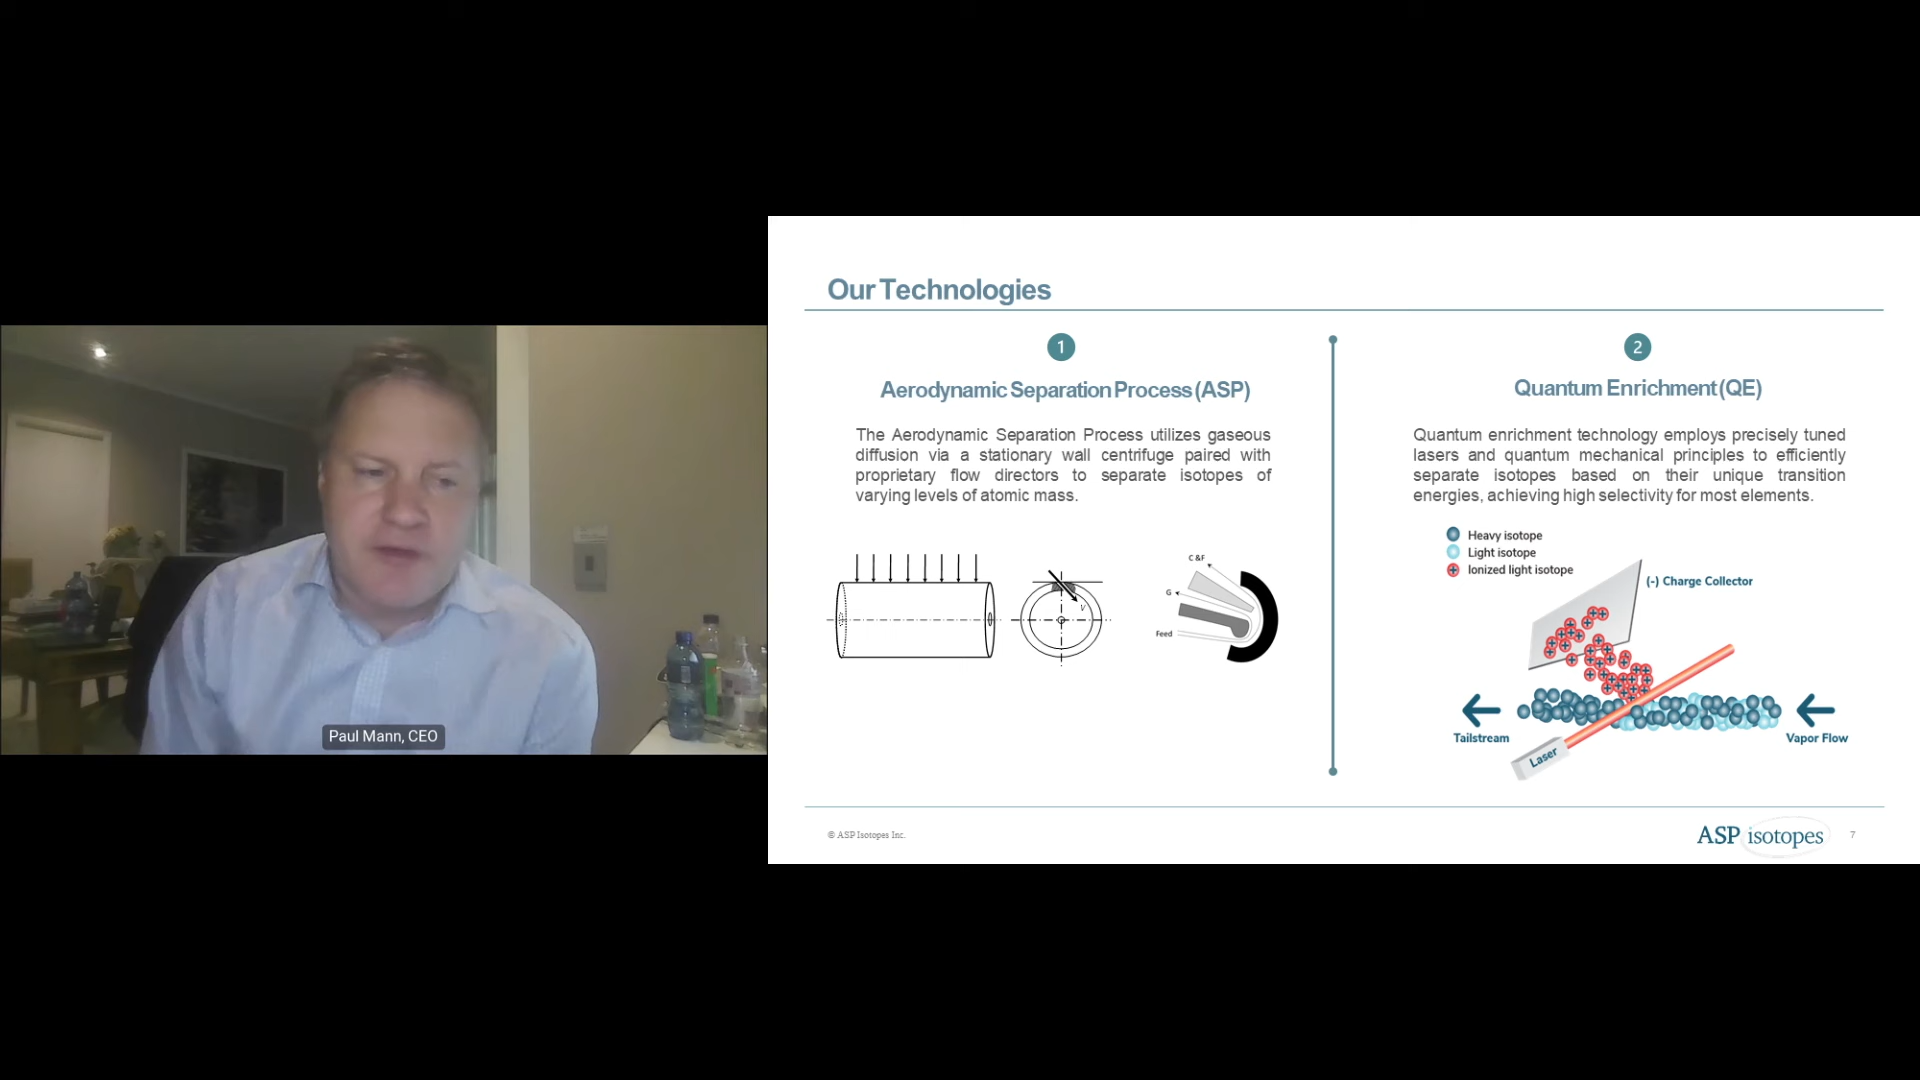 Paul Mann, CEO
Our Technologies
1
Aerodynamic Separation Process (ASP)
The Aerodynamic Separation Process utilizes gaseous
diffusion via a stationary wall centrifuge paired with
proprietary flow directors to separate isotopes of
varying levels of atomic mass.
V
C & F
G
Feed
2
Quantum Enrichment (QE)
Quantum enrichment technology employs precisely tuned
lasers and quantum mechanical principles to efficiently
separate isotopes based on their unique transition
energies, achieving high selectivity for most elements.
Heavy isotope
Light isotope
Ionized light isotope
(-) Charge Collector
Tailstream
Vapor Flow
Laser
© ASP Isotopes Inc.
ASP isotopes
7